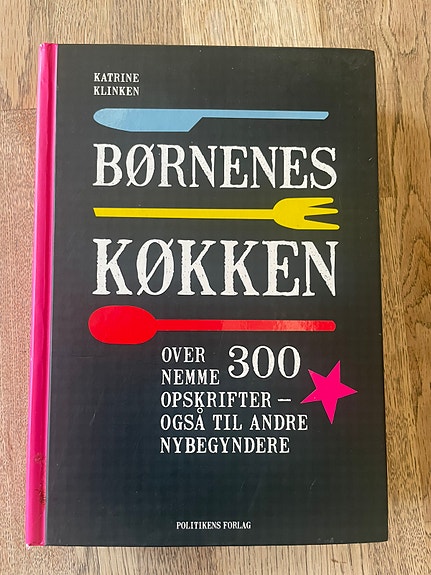 KATRINE
KLINKEN
BØRNENES
KØKKEN
OVER 300
NEMME
OPSKRIFTER –
OGSÅ TIL ANDRE
NYBEGYNDERE
POLITIKENS FORLAG